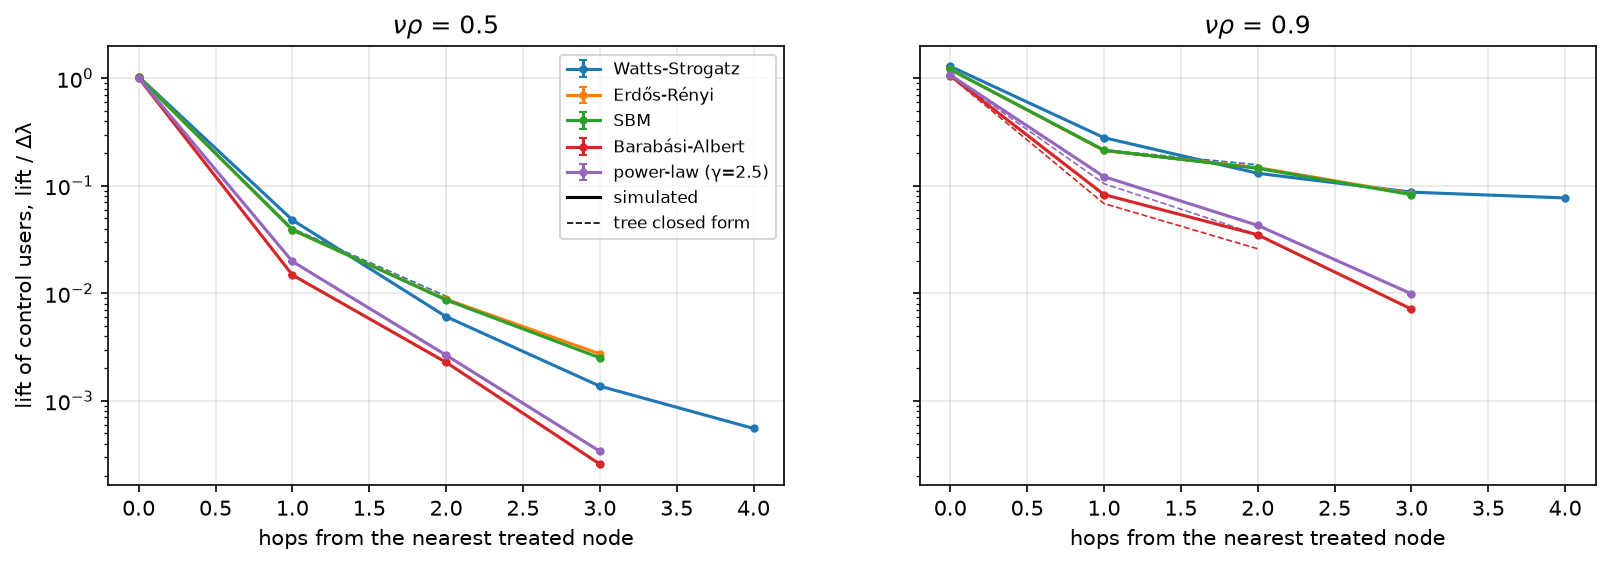 νρ = 0.5
lift of control users, lift / Δλ
10⁰
10⁻¹
10⁻²
10⁻³
Watts-Strogatz
Erdős-Rényi
SBM
Barabási-Albert
power-law (γ=2.5)
simulated
tree closed form
0.0 0.5 1.0 1.5 2.0 2.5 3.0 3.5 4.0
hops from the nearest treated node
νρ = 0.9
0.0 0.5 1.0 1.5 2.0 2.5 3.0 3.5 4.0
hops from the nearest treated node